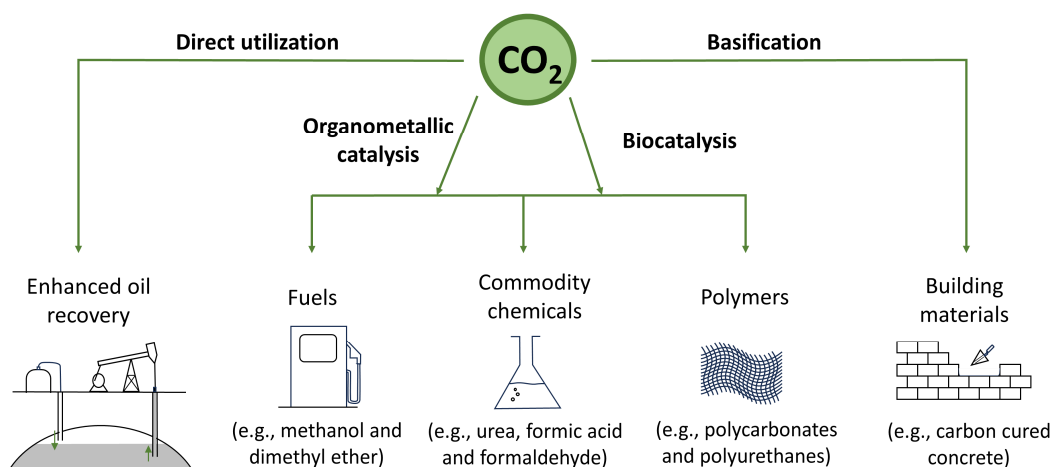 Direct utilization
CO2
Basification
Organometallic
catalysis
Biocatalysis
Enhanced oil
recovery
Fuels
Commodity
chemicals
Polymers
Building
materials
(e.g., methanol and
dimethyl ether)
(e.g., urea, formic acid
and formaldehyde)
(e.g., polycarbonates
and polyurethanes)
(e.g., carbon cured
concrete)